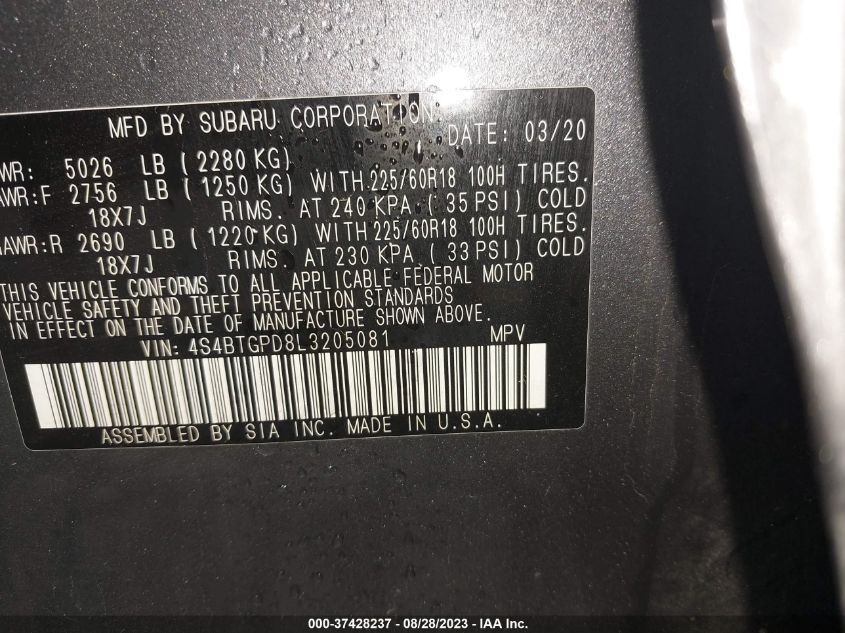 MFD BY SUBARU CORPORATION
DATE: 03/20
WR: 5026 LB (2280 KG)
AWR:F 2756 LB (1250 KG) WITH 225/60R18 100H TIRES.
18X7J RIMS. AT 240 KPA ( 35 PSI) COLD
AWR:R 2690 LB (1220 KG) WITH 225/60R18 100H TIRES.
18X7J RIMS. AT 230 KPA ( 33 PSI) COLD
THIS VEHICLE CONFORMS TO ALL APPLICABLE FEDERAL MOTOR
VEHICLE SAFETY AND THEFT PREVENTION STANDARDS
IN EFFECT ON THE DATE OF MANUFACTURE SHOWN ABOVE.
VIN: 4S4BTGPD8L3205081 MPV
ASSEMBLED BY SIA INC. MADE IN U.S.A.
000-37428237 - 08/28/2023 - IAA Inc.